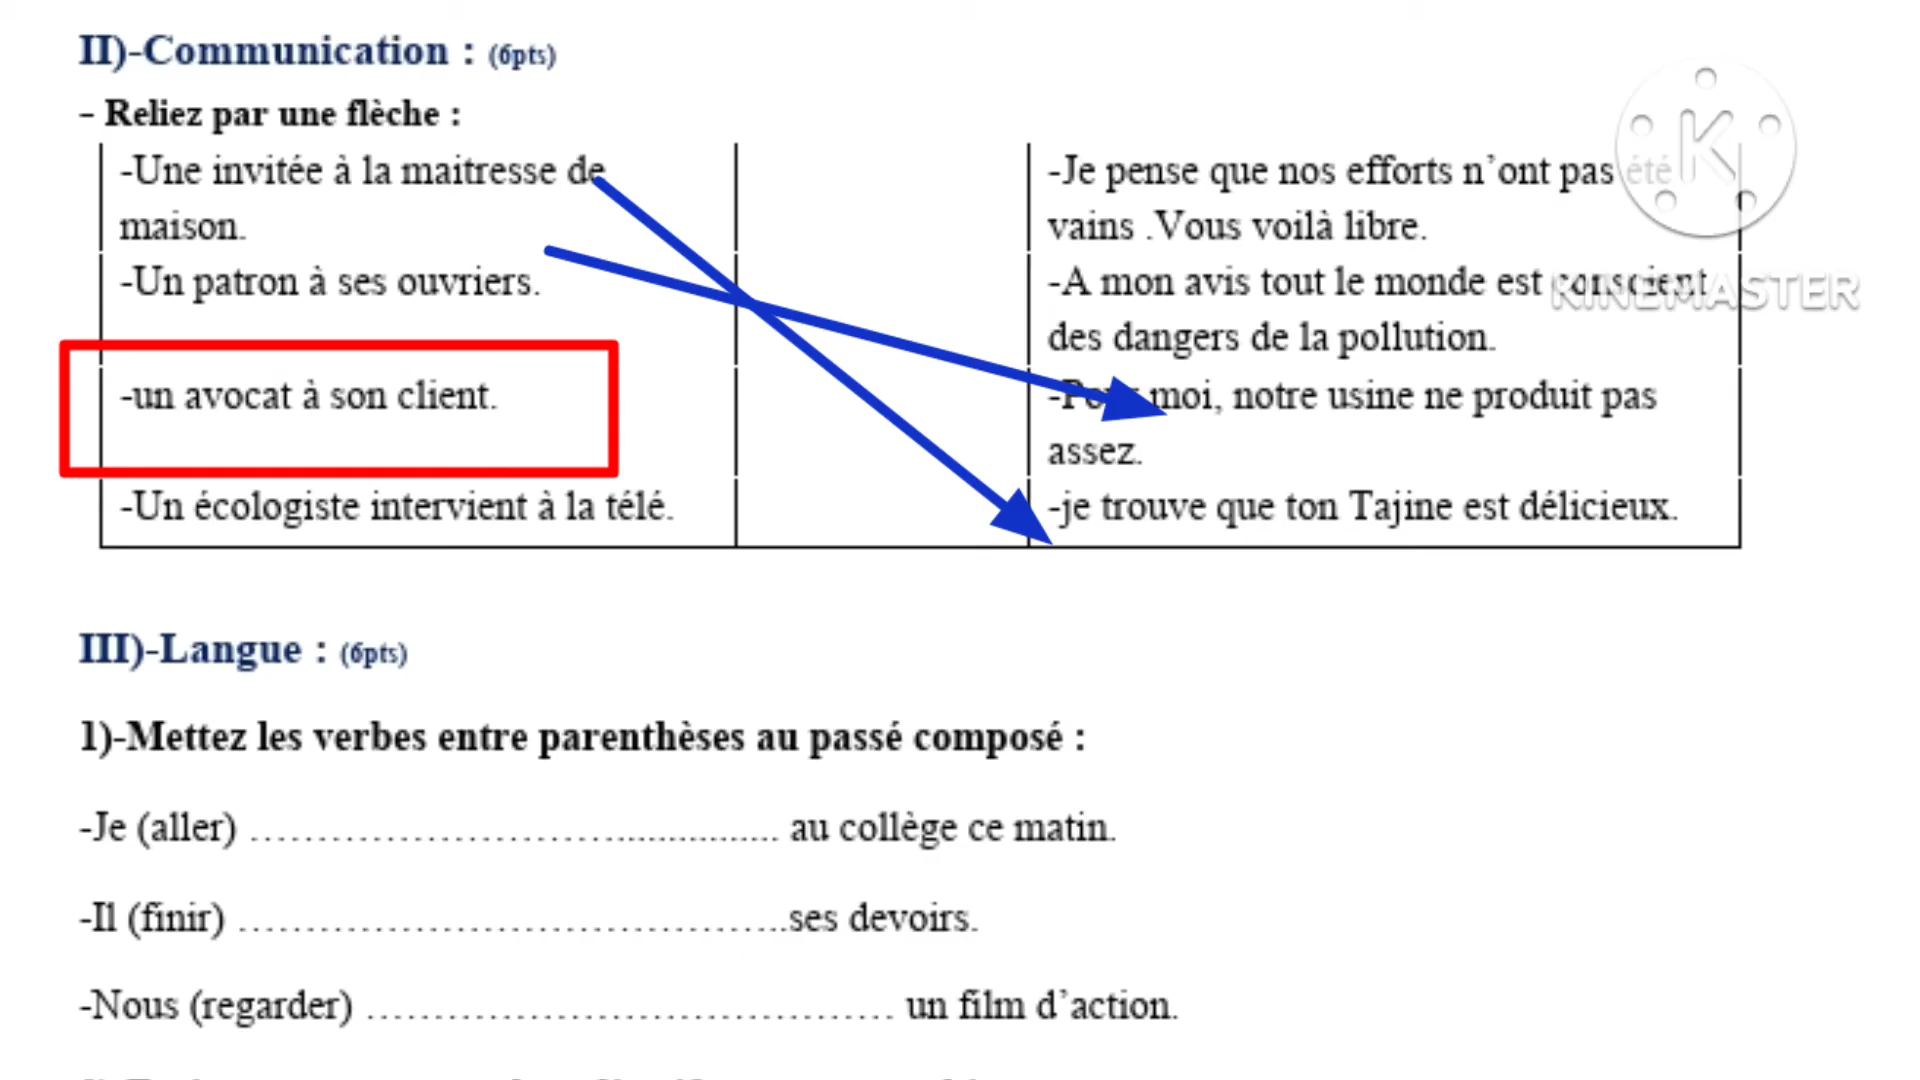 II)-Communication : (6pts)
- Reliez par une flèche :
-Une invitée à la maitresse de
maison.
-Je pense que nos efforts n’ont pas été
vains .Vous voilà libre.
-Un patron à ses ouvriers.
-A mon avis tout le monde est conscient
des dangers de la pollution.
-un avocat à son client.
-Pour moi, notre usine ne produit pas
assez.
-Un écologiste intervient à la télé.
-je trouve que ton Tajine est délicieux.
K
KINEMASTER
III)-Langue : (6pts)
1)-Mettez les verbes entre parenthèses au passé composé :
-Je (aller) ……………………………............... au collège ce matin.
-Il (finir) …………………………………..ses devoirs.
-Nous (regarder) ………………………………… un film d’action.